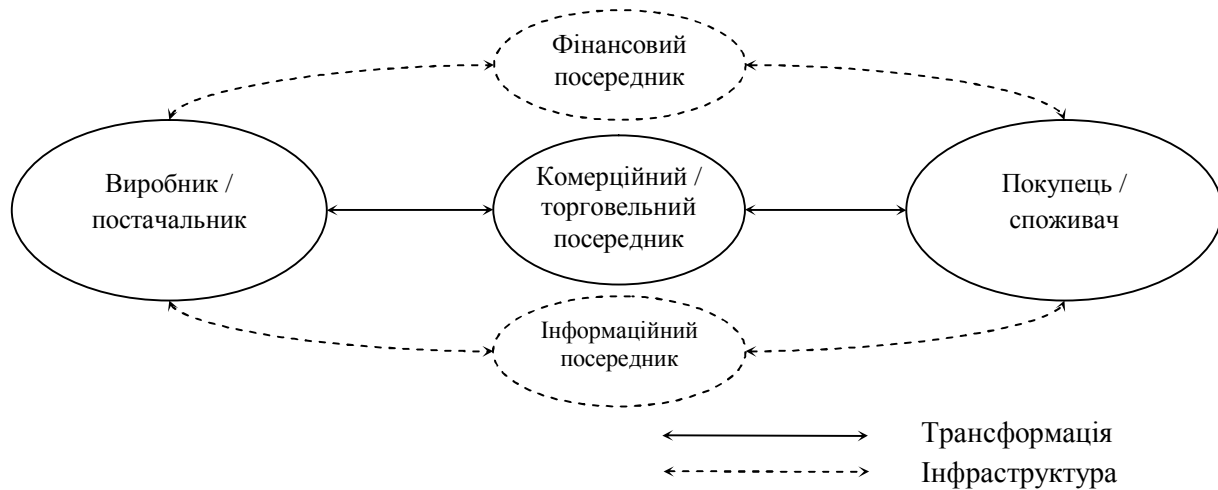 Фінансовий
посередник
Виробник /
постачальник
Комерційний /
торговельний
посередник
Покупець /
споживач
Інформаційний
посередник
Трансформація
Інфраструктура